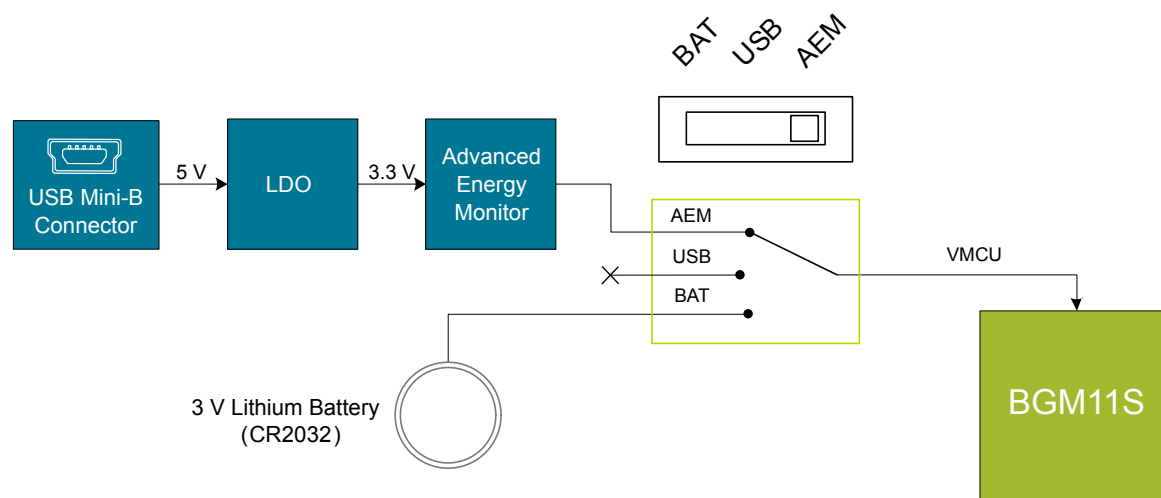 BAT
USB
AEM
USB Mini-B
Connector
5 V
LDO
3.3 V
Advanced
Energy
Monitor
AEM
USB
BAT
VMCU
3 V Lithium Battery
(CR2032)
BGM11S